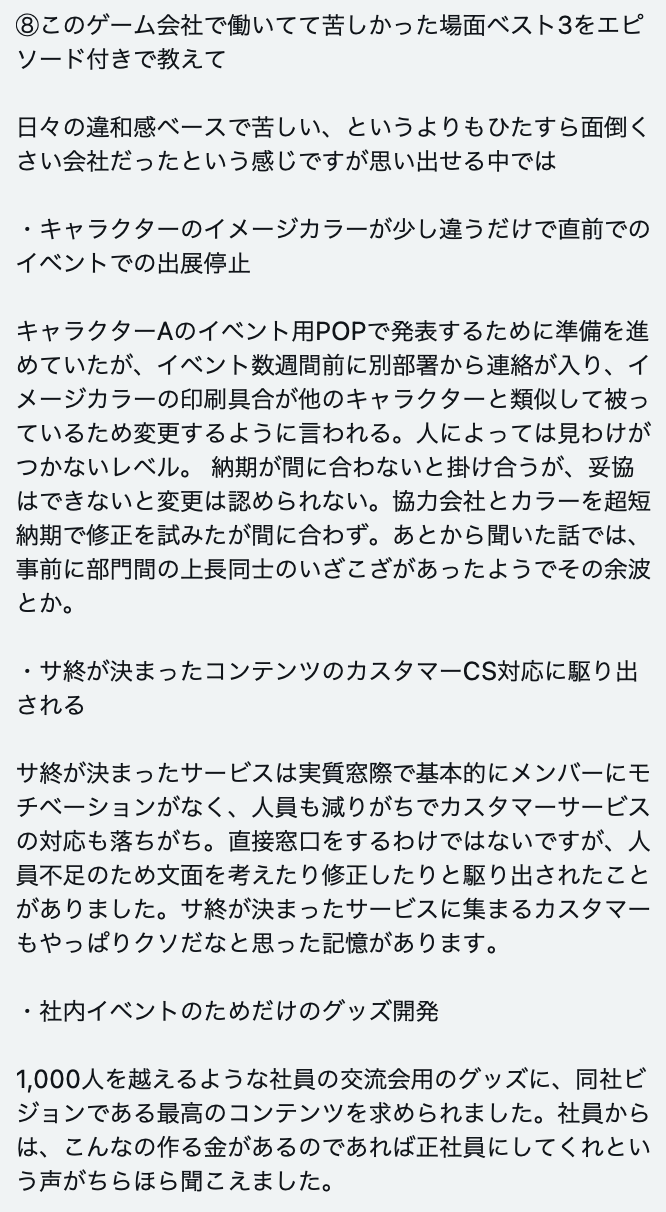 ⑧このゲーム会社で働いてて苦しかった場面ベスト3をエピ
ソード付きで教えて
日々の違和感ベースで苦しい、というよりもひたすら面倒く
さい会社だったという感じですが思い出せる中では
・キャラクターのイメージカラーが少し違うだけで直前での
イベントでの出展停止
キャラクターAのイベント用POPで発表するために準備を進
めていたが、イベント数週間前に別部署から連絡が入り、イ
メージカラーの印刷具合が他のキャラクターと類似して被っ
ているため変更するように言われる。人によっては見わけが
つかないレベル。 納期が間に合わないと掛け合うが、妥協
はできないと変更は認められない。協力会社とカラーを超短
納期で修正を試みたが間に合わず。あとから聞いた話では、
事前に部門間の上長同士のいざこざがあったようでその余波
とか。
・サ終が決まったコンテンツのカスタマーCS対応に駆り出
される
サ終が決まったサービスは実質窓際で基本的にメンバーにモ
チベーションがなく、人員も減りがちでカスタマーサービス
の対応も落ちがち。直接窓口をするわけではないですが、人
員不足のため文面を考えたり修正したりと駆り出されたこと
がありました。サ終が決まったサービスに集まるカスタマー
もやっぱりクソだなと思った記憶があります。
・社内イベントのためだけのグッズ開発
1,000人を越えるような社員の交流会用のグッズに、同社ビ
ジョンである最高のコンテンツを求められました。社員から
は、こんなの作る金があるのであれば正社員にしてくれとい
う声がちらほら聞こえました。